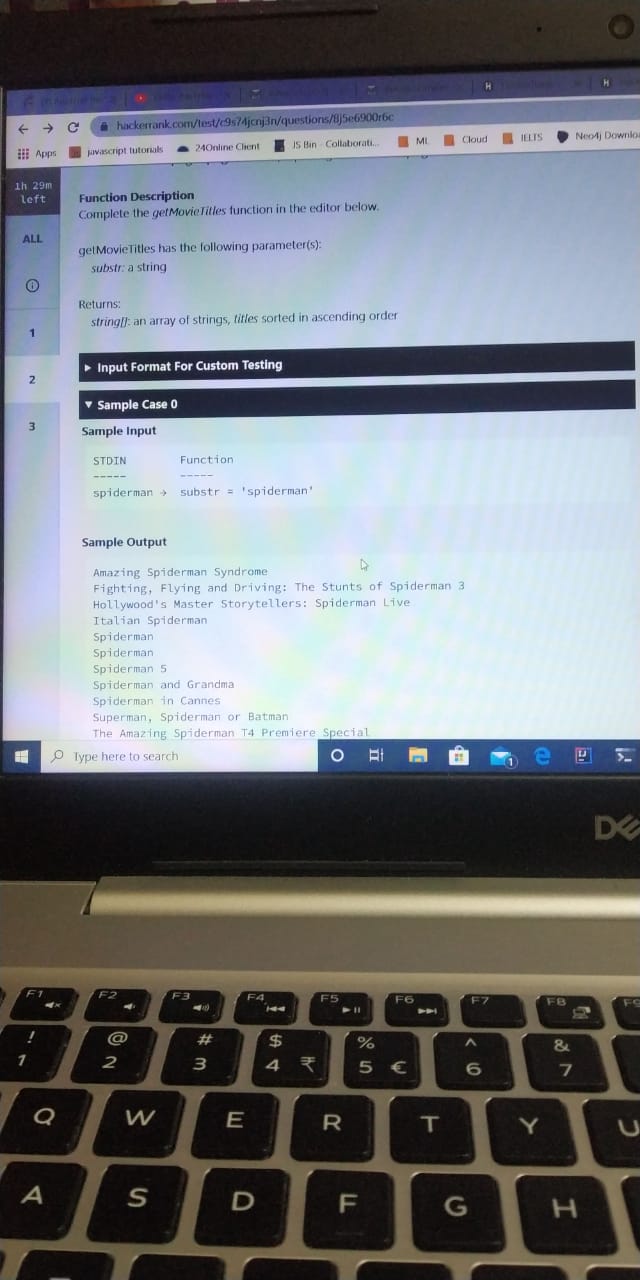 hackerrank.com/test/c9s74jcnj3n/questions/8j5e6900r6c
Apps javascript tutorials 24Online Client JS Bin - Collaborati... ML Cloud IELTS Neo4j Downloa
1h 29m
left
ALL
1
2
3
Function Description
Complete the getMovieTitles function in the editor below.
getMovieTitles has the following parameter(s):
substr: a string
Returns:
string[]: an array of strings, titles sorted in ascending order
Input Format For Custom Testing
Sample Case 0
Sample Input
STDIN Function
----- -----
spiderman → substr = 'spiderman'
Sample Output
Amazing Spiderman Syndrome
Fighting, Flying and Driving: The Stunts of Spiderman 3
Hollywood's Master Storytellers: Spiderman Live
Italian Spiderman
Spiderman
Spiderman
Spiderman 5
Spiderman and Grandma
Spiderman in Cannes
Superman, Spiderman or Batman
The Amazing Spiderman T4 Premiere Special
Type here to search
1
DELL
F1 F2 F3 F4 F5 F6 F7 F8 F9
! @ # $ % ^ &
1 2 3 4 ₹ 5 € 6 7
Q W E R T Y U
A S D F G H